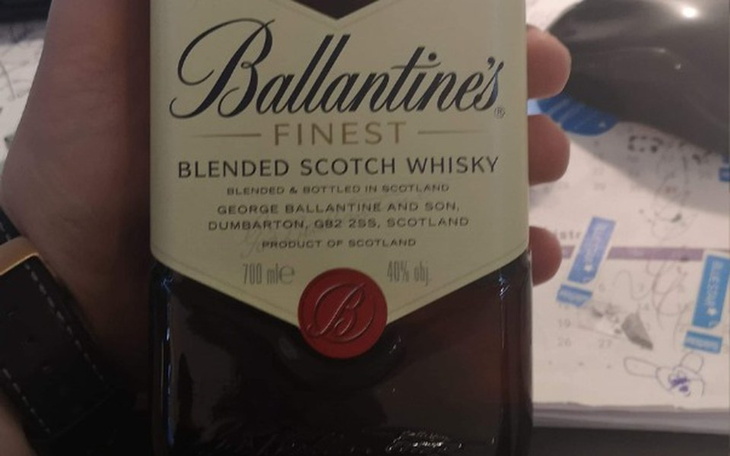 Ballantine's®
FINEST
BLENDED SCOTCH WHISKY
BLENDED & BOTTLED IN SCOTLAND
GEORGE BALLANTINE AND SON,
DUMBARTON, G82 2SS, SCOTLAND
PRODUCT OF SCOTLAND
700 ml℮ 40% obj.
B